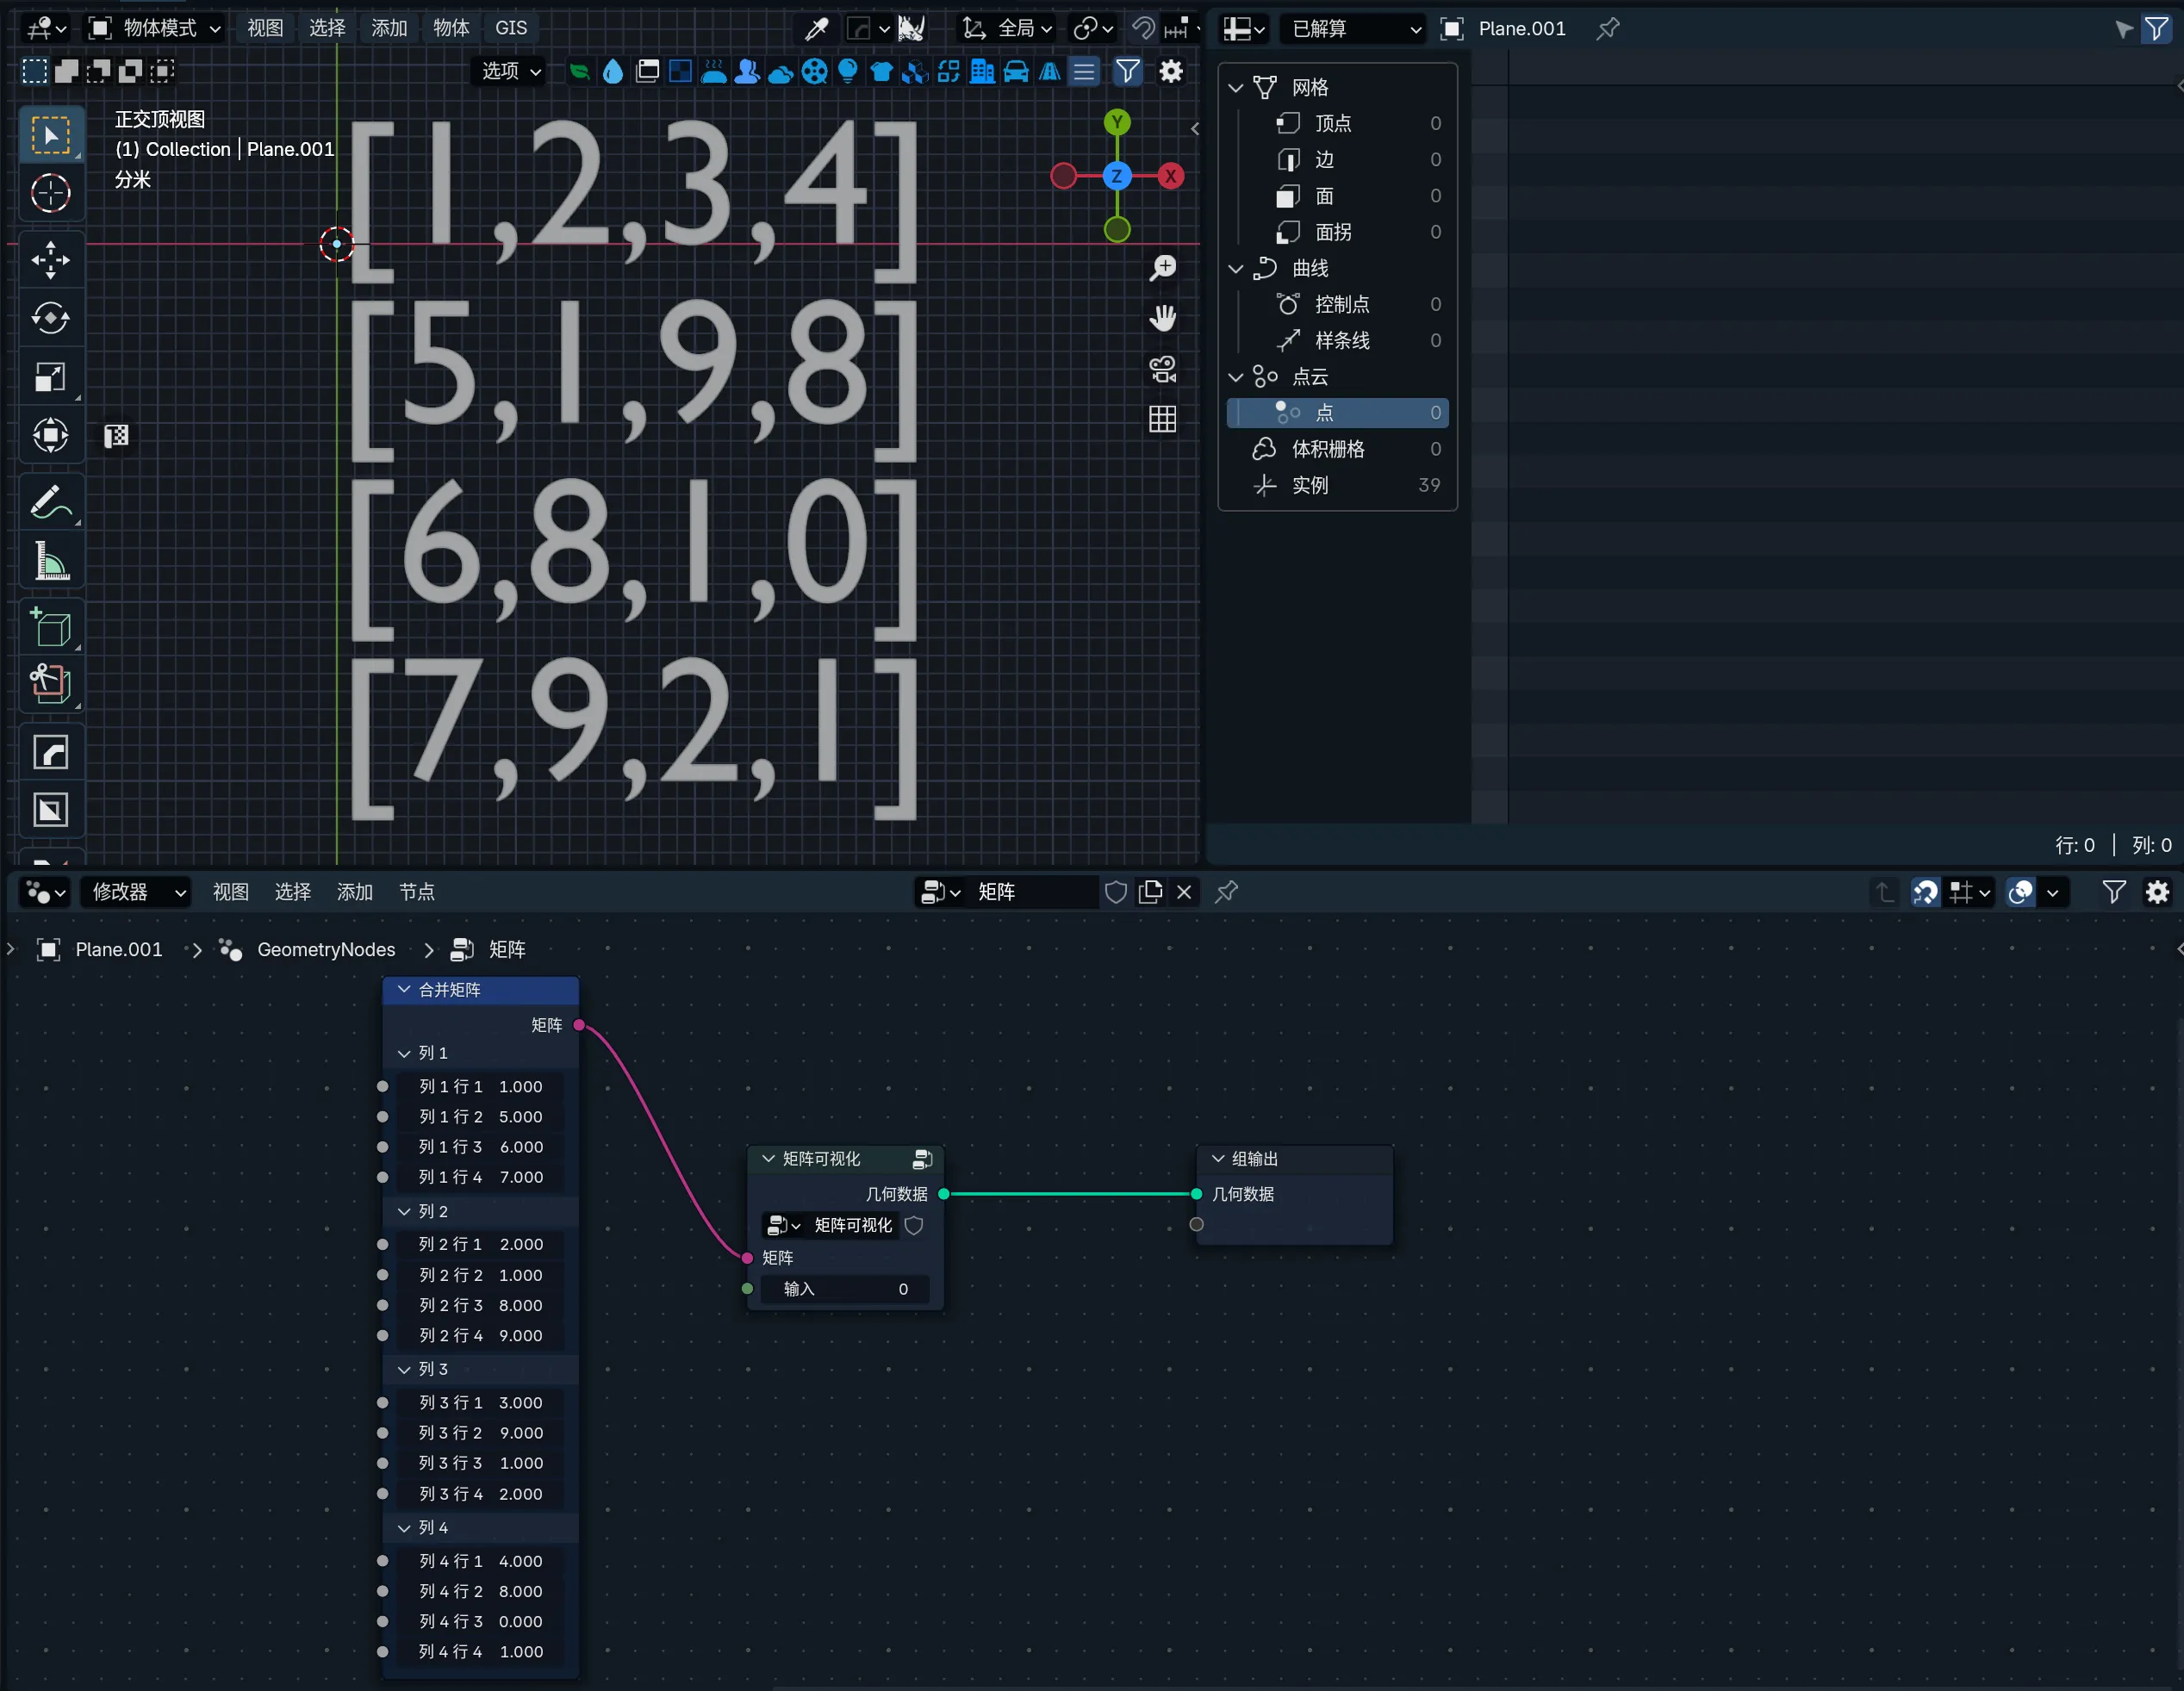 物体模式 视图 选择 添加 物体 GIS 全局
选项
正交顶视图
(1) Collection | Plane.001
分米
[1,2,3,4]
[5,1,9,8]
[6,8,1,0]
[7,9,2,1]
Y
Z X
已解算 Plane.001
网格
顶点 0
边 0
面 0
面拐 0
曲线
控制点 0
样条线 0
点云
点 0
体积栅格 0
实例 39
行: 0 | 列: 0
修改器 视图 选择 添加 节点 矩阵
Plane.001 > GeometryNodes > 矩阵
合并矩阵
矩阵
列 1
列 1 行 1 1.000
列 1 行 2 5.000
列 1 行 3 6.000
列 1 行 4 7.000
列 2
列 2 行 1 2.000
列 2 行 2 1.000
列 2 行 3 8.000
列 2 行 4 9.000
列 3
列 3 行 1 3.000
列 3 行 2 9.000
列 3 行 3 1.000
列 3 行 4 2.000
列 4
列 4 行 1 4.000
列 4 行 2 8.000
列 4 行 3 0.000
列 4 行 4 1.000
矩阵可视化
几何数据
矩阵可视化
矩阵
输入 0
组输出
几何数据